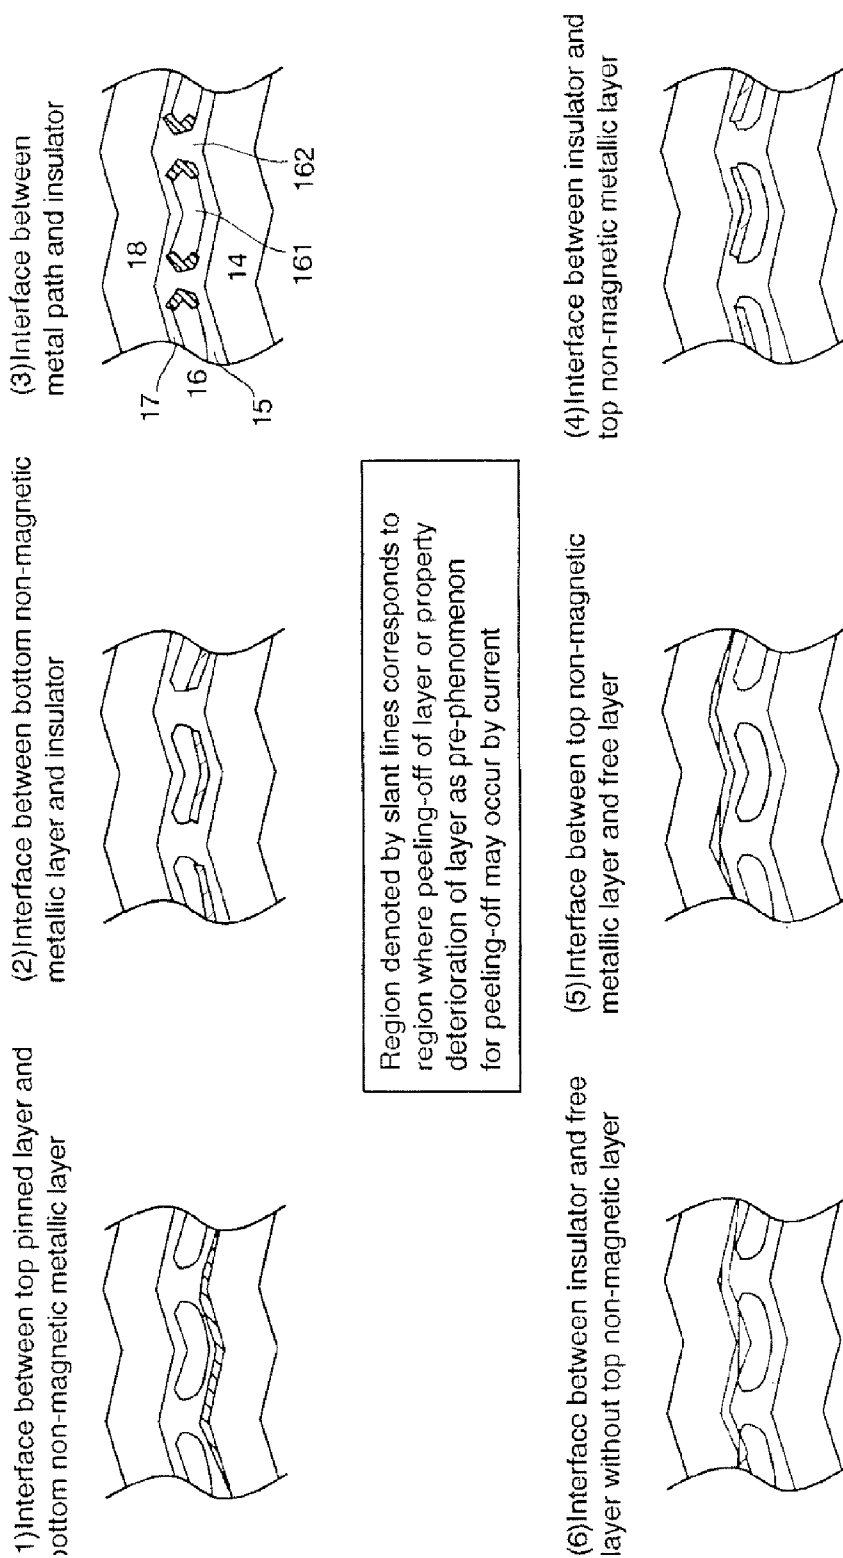 1)Interface between top pinned layer and
bottom non-magnetic metallic layer
(2)Interface between bottom non-magnetic
metallic layer and insulator
(3)Interface between
metal path and insulator
18
17
16
15
14
161
162
Region denoted by slant lines corresponds to
region where peeling-off of layer or property
deterioration of layer as pre-phenomenon
for peeling-off may occur by current
(6)Interface between insulator and free
layer without top non-magnetic layer
(5)Interface between top non-magnetic
metallic layer and free layer
(4)Interface between insulator and
top non-magnetic metallic layer